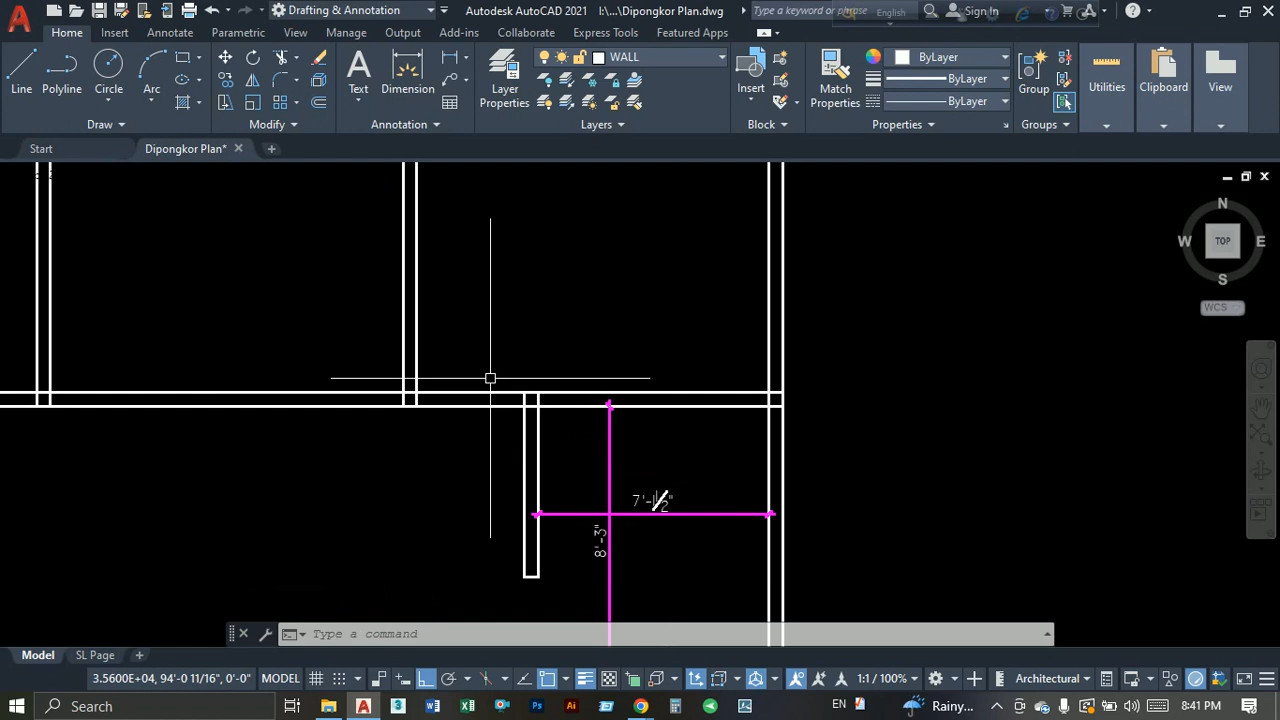 Drafting & Annotation
Autodesk AutoCAD 2021
I:\...\Dipongkor Plan.dwg
Type a keyword or phrase
English
Sign In
Home
Insert
Annotate
Parametric
View
Manage
Output
Add-ins
Collaborate
Express Tools
Featured Apps
WALL
ByLayer
ByLayer
ByLayer
Line
Polyline
Circle
Arc
Text
Dimension
Layer
Properties
Insert
Match
Properties
Group
Utilities
Clipboard
View
Draw
Modify
Annotation
Layers
Block
Properties
Groups
Start
Dipongkor Plan*
N
W
TOP
E
S
WCS
7'-1/2"
8'-3"
Type a command
Model
SL Page
3.5600E+04, 94'-0 11/16", 0'-0"
MODEL
1:1 / 100%
Architectural
Search
EN
Rainy...
8:41 PM